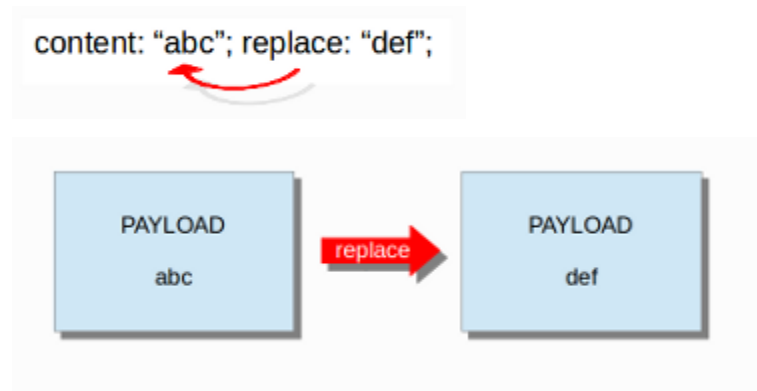 content: “abc”; replace: “def”;
PAYLOAD
abc
replace
PAYLOAD
def